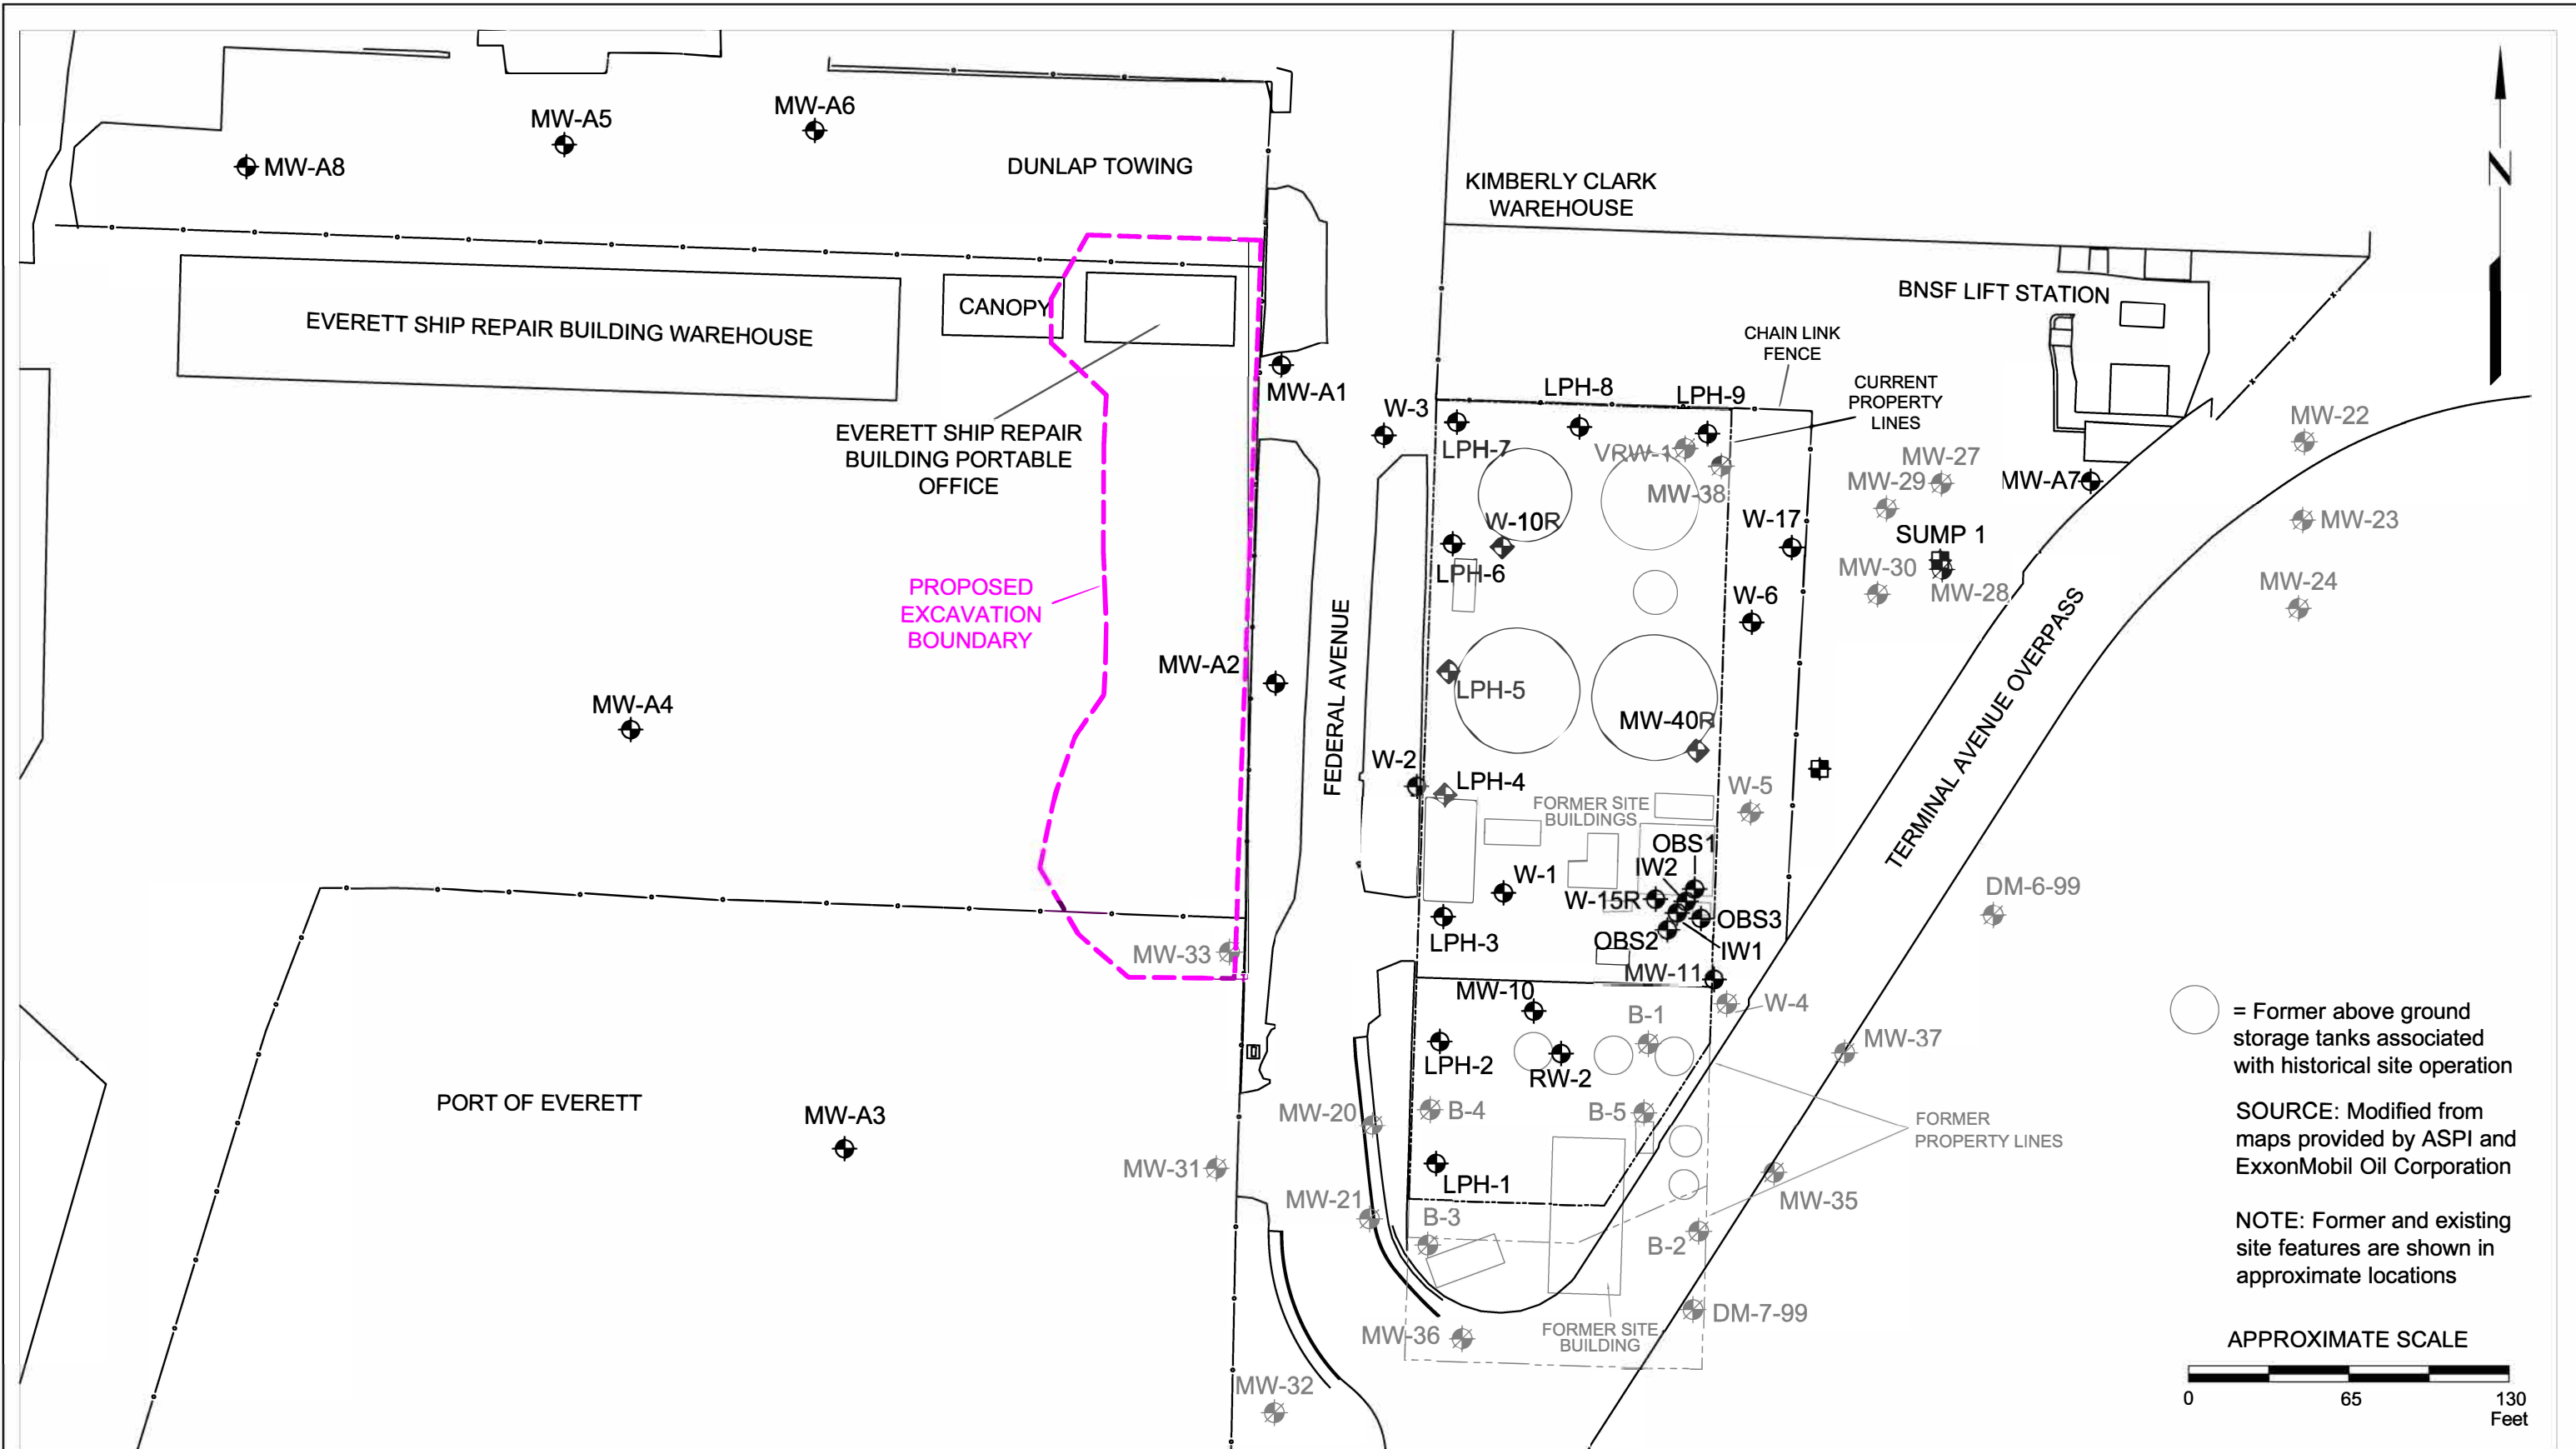 MW-A8
MW-A5
MW-A6
DUNLAP TOWING
KIMBERLY CLARK
WAREHOUSE
N
EVERETT SHIP REPAIR BUILDING WAREHOUSE
CANOPY
BNSF LIFT STATION
EVERETT SHIP REPAIR
BUILDING PORTABLE
OFFICE
MW-A1
W-3
LPH-7
LPH-8
LPH-9
CHAIN LINK
FENCE
CURRENT
PROPERTY
LINES
VRW-1
MW-38
MW-27
MW-29
MW-A7
MW-22
MW-23
MW-24
W-10R
W-17
SUMP 1
MW-30
MW-28
LPH-6
W-6
PROPOSED
EXCAVATION
BOUNDARY
MW-A2
FEDERAL AVENUE
LPH-5
MW-40R
TERMINAL AVENUE OVERPASS
MW-A4
W-2
LPH-4
FORMER SITE
BUILDINGS
W-5
OBS1
IW2
W-1
W-15R
OBS3
LPH-3
OBS2
IW1
DM-6-99
MW-33
MW-11
MW-10
W-4
B-1
MW-37
LPH-2
RW-2
PORT OF EVERETT
MW-A3
MW-20
B-4
B-5
FORMER
PROPERTY LINES
MW-31
LPH-1
MW-21
B-3
MW-35
B-2
MW-36
FORMER SITE
BUILDING
DM-7-99
MW-32
= Former above ground
storage tanks associated
with historical site operation
SOURCE: Modified from
maps provided by ASPI and
ExxonMobil Oil Corporation
NOTE: Former and existing
site features are shown in
approximate locations
APPROXIMATE SCALE
0 65 130
Feet